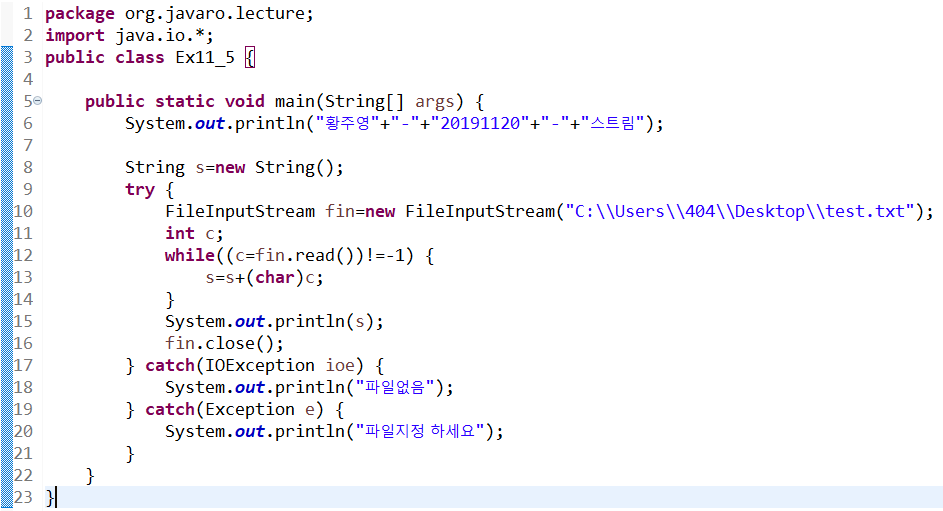 1 package org.javaro.lecture;
2 import java.io.*;
3 public class Ex11_5 {
4
5 public static void main(String[] args) {
6 System.out.println("황주영"+"-"+"20191120"+"-"+"스트림");
7
8 String s=new String();
9 try {
10 FileInputStream fin=new FileInputStream("C:\\Users\\404\\Desktop\\test.txt");
11 int c;
12 while((c=fin.read())!=-1) {
13 s=s+(char)c;
14 }
15 System.out.println(s);
16 fin.close();
17 } catch(IOException ioe) {
18 System.out.println("파일없음");
19 } catch(Exception e) {
20 System.out.println("파일지정 하세요");
21 }
22 }
23 }